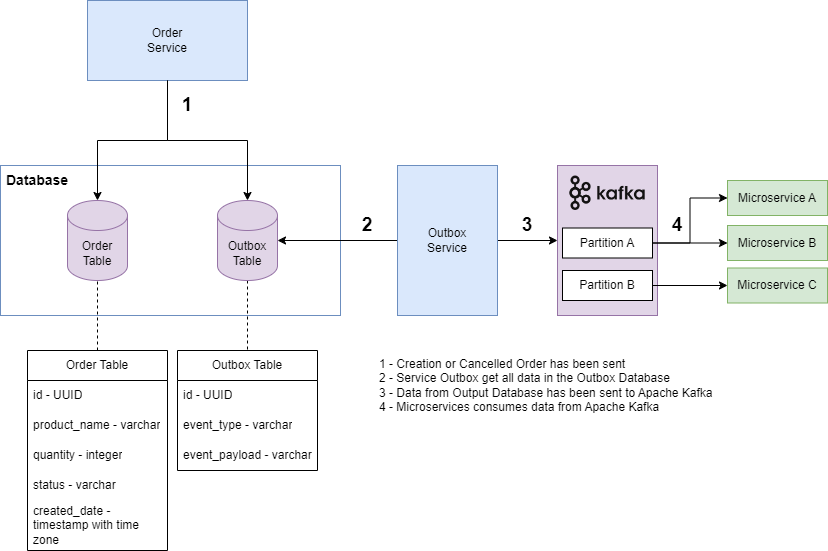 Order
Service
1
Database
Order
Table
Outbox
Table
2
Outbox
Service
3
kafka
Partition A
Partition B
4
Microservice A
Microservice B
Microservice C
Order Table
id - UUID
product_name - varchar
quantity - integer
status - varchar
created_date -
timestamp with time
zone
Outbox Table
id - UUID
event_type - varchar
event_payload - varchar
1 - Creation or Cancelled Order has been sent
2 - Service Outbox get all data in the Outbox Database
3 - Data from Output Database has been sent to Apache Kafka
4 - Microservices consumes data from Apache Kafka